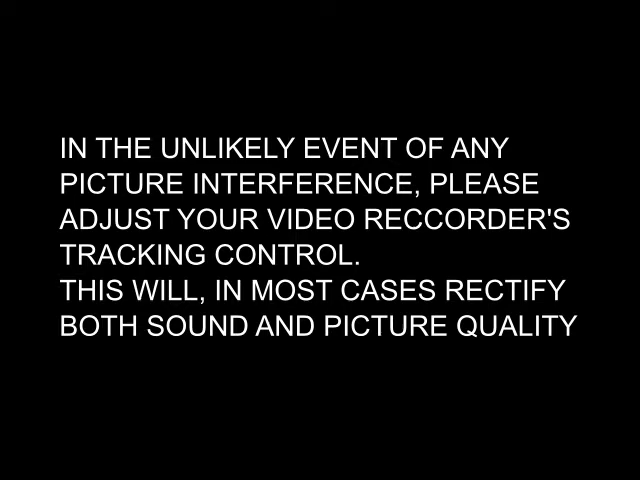 IN THE UNLIKELY EVENT OF ANY
PICTURE INTERFERENCE, PLEASE
ADJUST YOUR VIDEO RECCORDER'S
TRACKING CONTROL.
THIS WILL, IN MOST CASES RECTIFY
BOTH SOUND AND PICTURE QUALITY